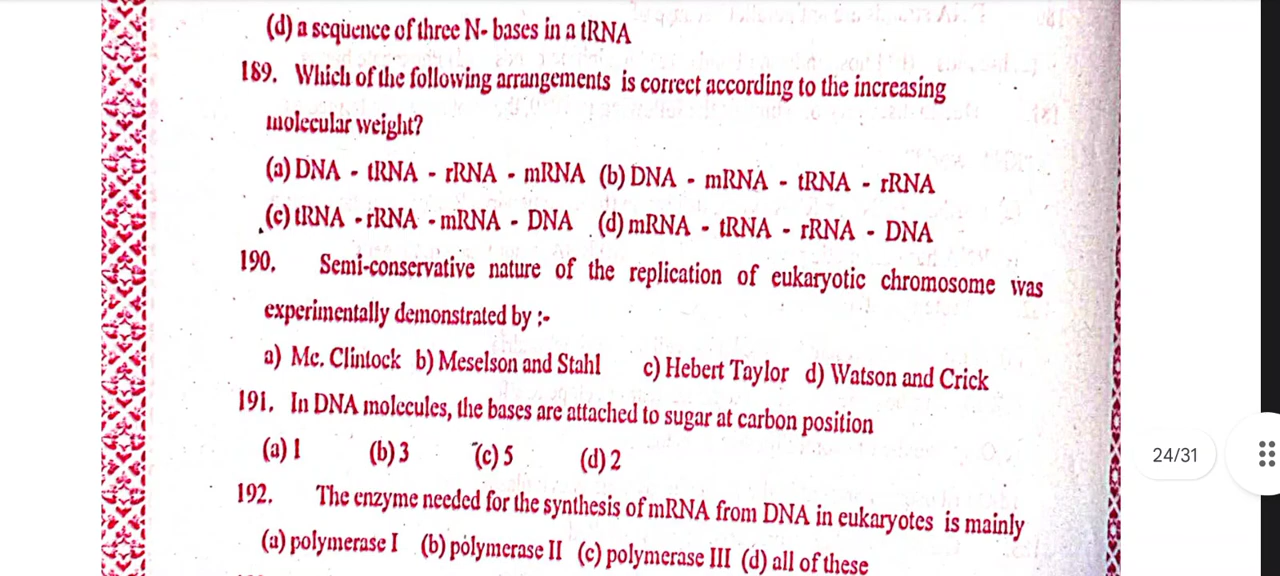 (d) a sequence of three N- bases in a tRNA
189. Which of the following arrangements is correct according to the increasing
molecular weight?
(a) DNA - tRNA - rRNA - mRNA (b) DNA - mRNA - tRNA - rRNA
(c) tRNA - rRNA - mRNA - DNA (d) mRNA - tRNA - rRNA - DNA
190. Semi-conservative nature of the replication of eukaryotic chromosome was
experimentally demonstrated by :-
a) Mc. Clintock b) Meselson and Stahl c) Hebert Taylor d) Watson and Crick
191. In DNA molecules, the bases are attached to sugar at carbon position
(a) 1 (b) 3 (c) 5 (d) 2
24/31
192. The enzyme needed for the synthesis of mRNA from DNA in eukaryotes is mainly
(a) polymerase I (b) polymerase II (c) polymerase III (d) all of these